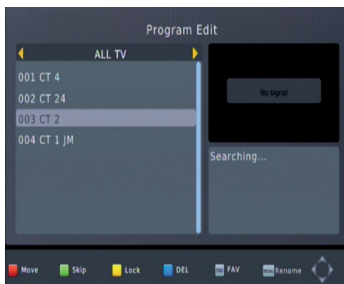 Program Edit
ALL TV
001 CT 4
002 CT 24
003 CT 2
004 CT 1 JM
No signal
Searching...
Move Skip Lock DEL FAV Rename